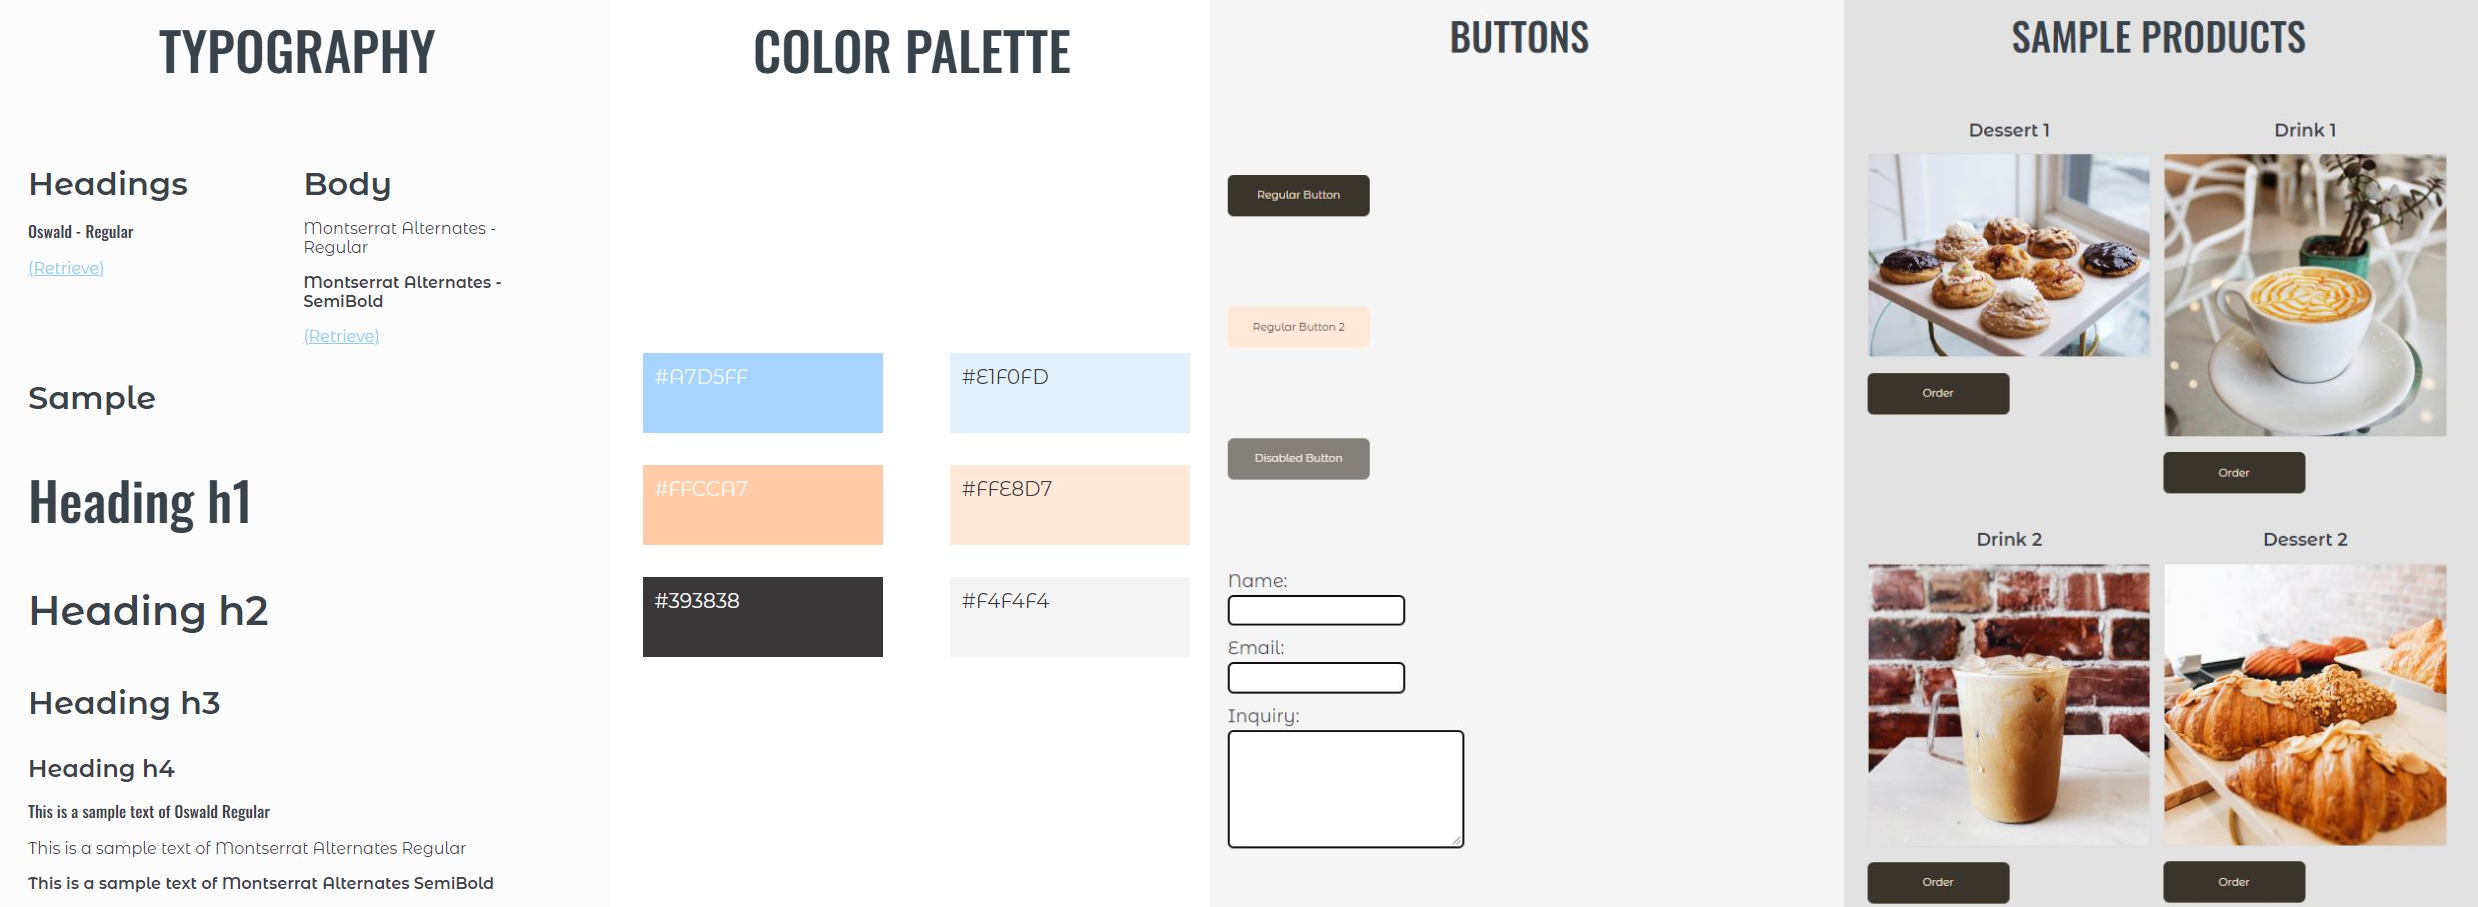 TYPOGRAPHY
Headings
Oswald - Regular
(Retrieve)
Body
Montserrat Alternates -
Regular
Montserrat Alternates -
SemiBold
(Retrieve)
Sample
Heading h1
Heading h2
Heading h3
Heading h4
This is a sample text of Oswald Regular
This is a sample text of Montserrat Alternates Regular
This is a sample text of Montserrat Alternates SemiBold
COLOR PALETTE
#A7D5FF
#E1F0FD
#FFCCA7
#FFE8D7
#393838
#F4F4F4
BUTTONS
Regular Button
Regular Button 2
Disabled Button
Name:
Email:
Inquiry:
SAMPLE PRODUCTS
Dessert 1
Order
Drink 1
Order
Drink 2
Order
Dessert 2
Order